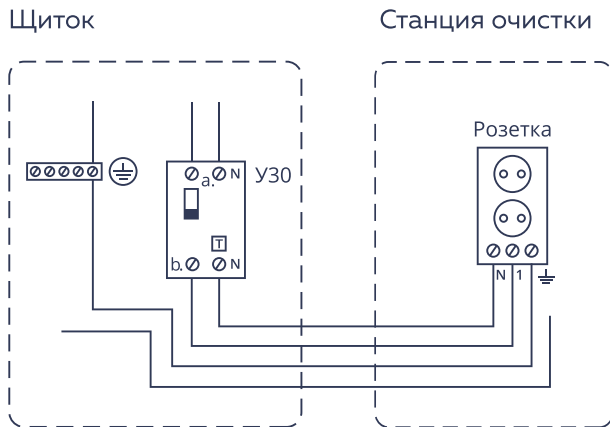 Щиток
Станция очистки
Розетка
a.
N
УЗО
T
b.
N
N 1